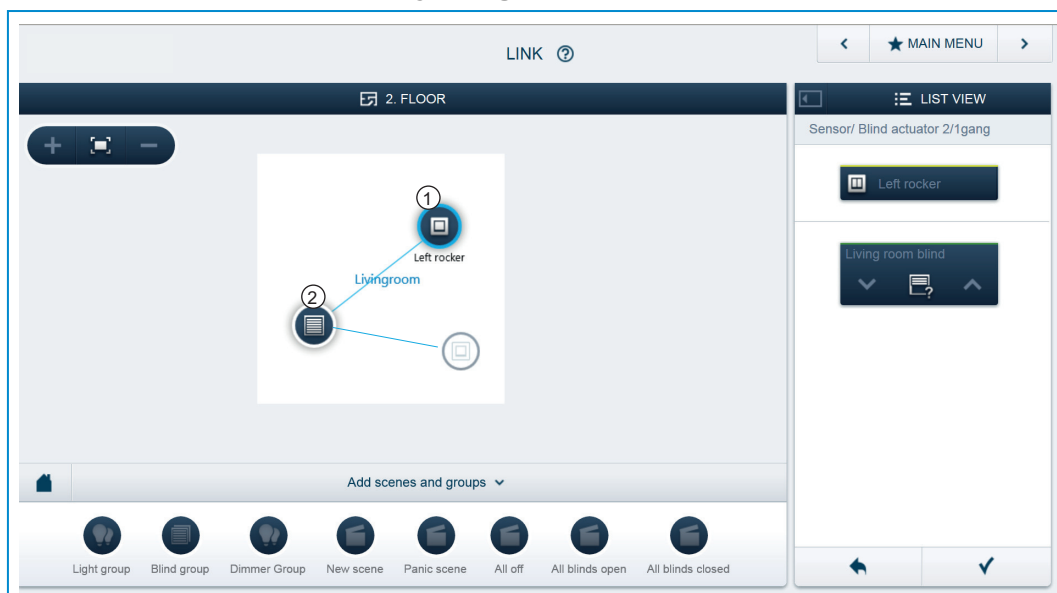 LINK ?
MAIN MENU
2. FLOOR
LIST VIEW
Sensor/ Blind actuator 2/1gang
1
Left rocker
Left rocker
Livingroom
2
Living room blind
?
Add scenes and groups
Light group
Blind group
Dimmer Group
New scene
Panic scene
All off
All blinds open
All blinds closed